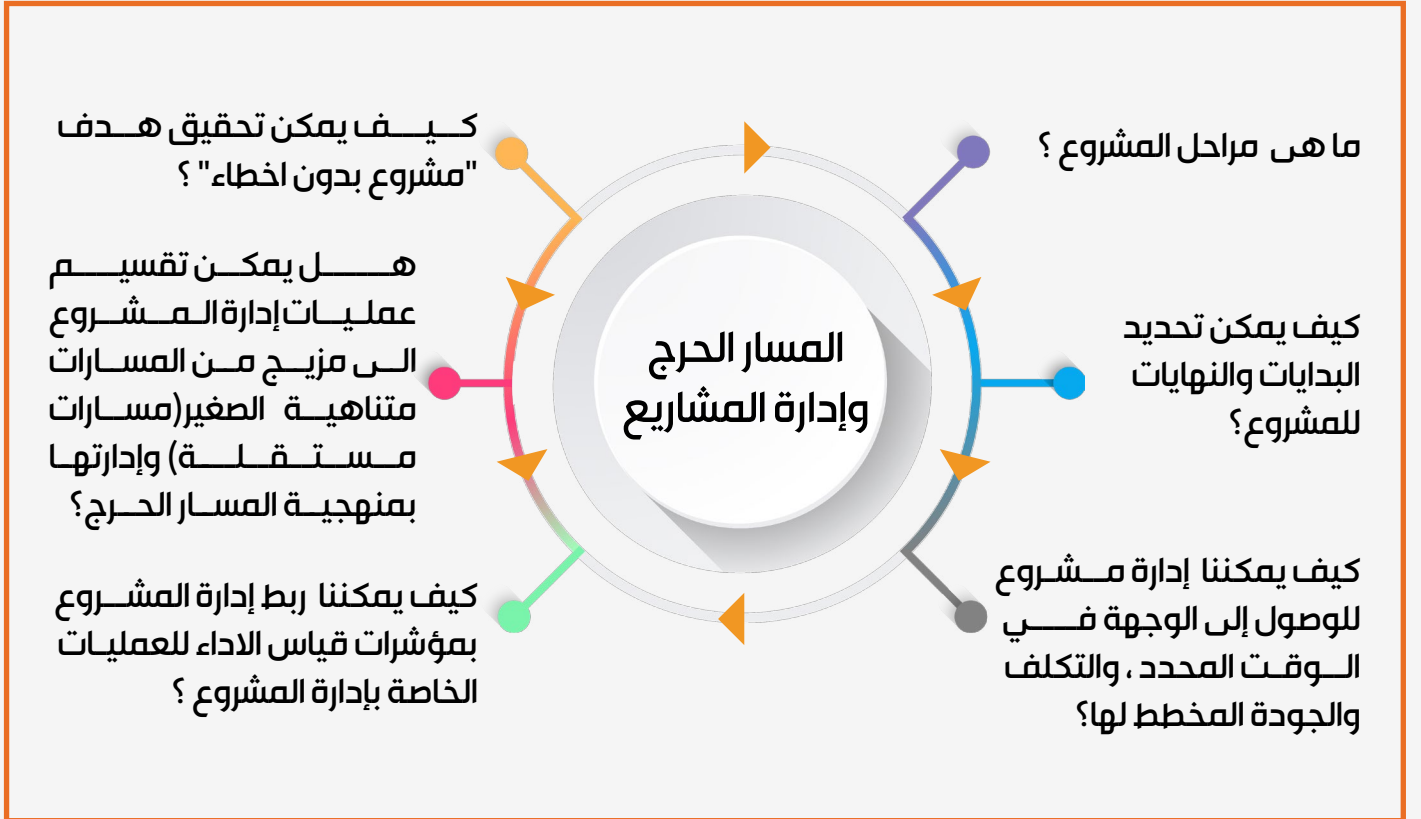 ما هى مراحل المشروع ؟
كيف يمكن تحديد
البدايات والنهايات
للمشروع؟
كيف يمكننا إدارة مشروع
للوصول إلى الوجهة في
الوقت المحدد ، والتكلف
والجودة المخطط لها؟
المسار الحرج
وإدارة المشاريع
كيف يمكن تحقيق هدف
"مشروع بدون اخطاء" ؟
هل يمكن تقسيم
عمليات إدارة المشروع
الى مزيج من المسارات
متناهية الصغير(مسارات
مستقلة) وإدارتها
بمنهجية المسار الحرج؟
كيف يمكننا ربط إدارة المشروع
بمؤشرات قياس الاداء للعمليات
الخاصة بإدارة المشروع ؟